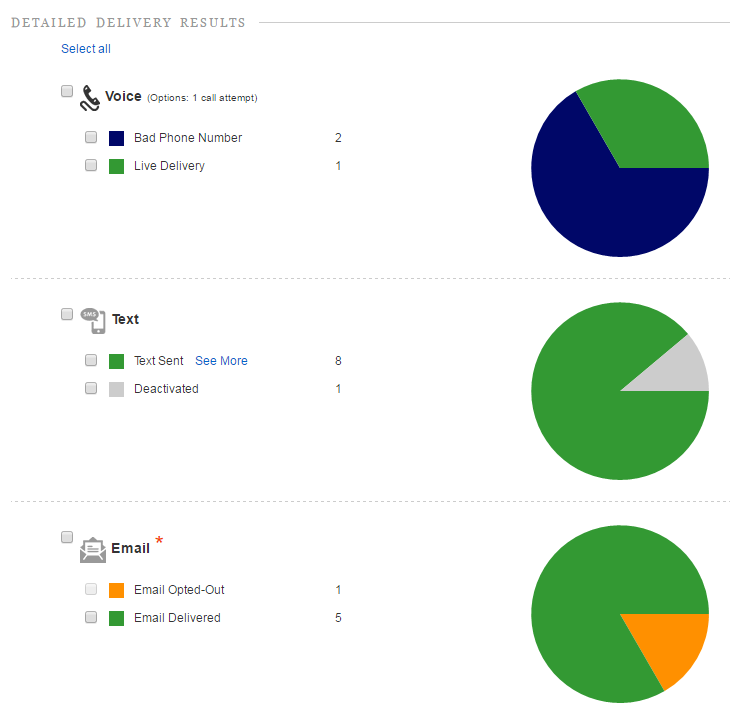 DETAILED DELIVERY RESULTS
Select all
Voice (Options: 1 call attempt)
Bad Phone Number 2
Live Delivery 1
SMS Text
Text Sent See More 8
Deactivated 1
Email *
Email Opted-Out 1
Email Delivered 5